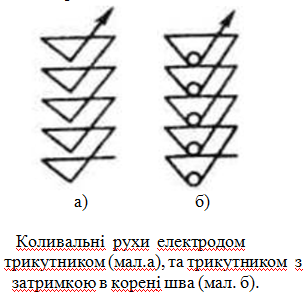 а) б)
Коливальні рухи електродом
трикутником (мал.а), та трикутником з
затримкою в корені шва (мал. б).